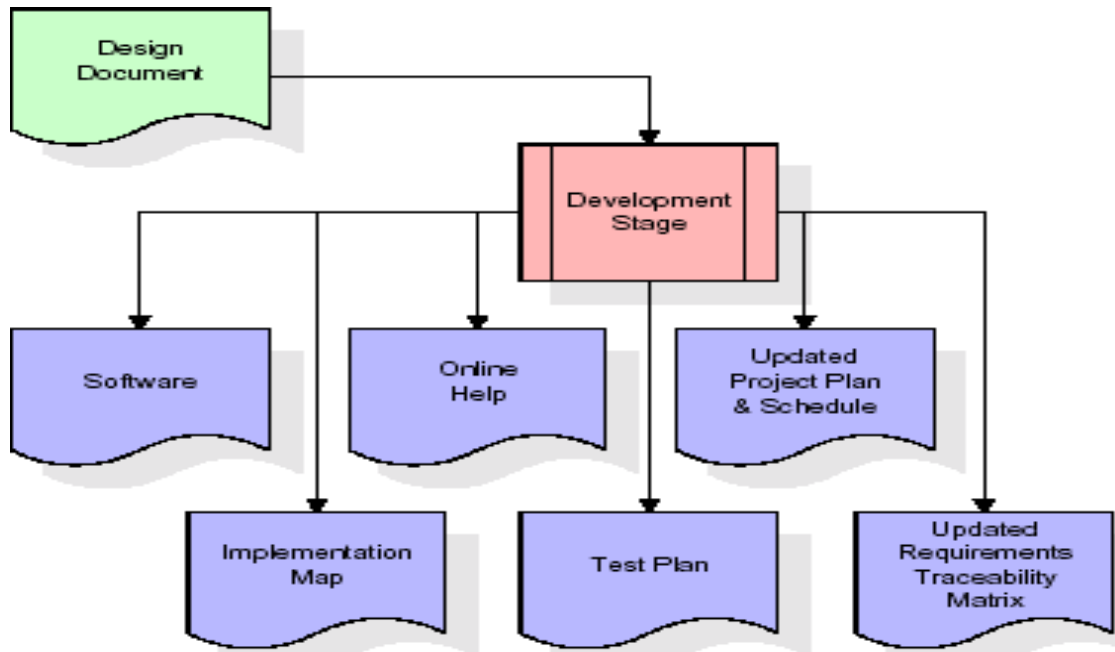 Design
Document
Development
Stage
Software
Online
Help
Updated
Project Plan
& Schedule
Implementation
Map
Test Plan
Updated
Requirements
Traceability
Matrix